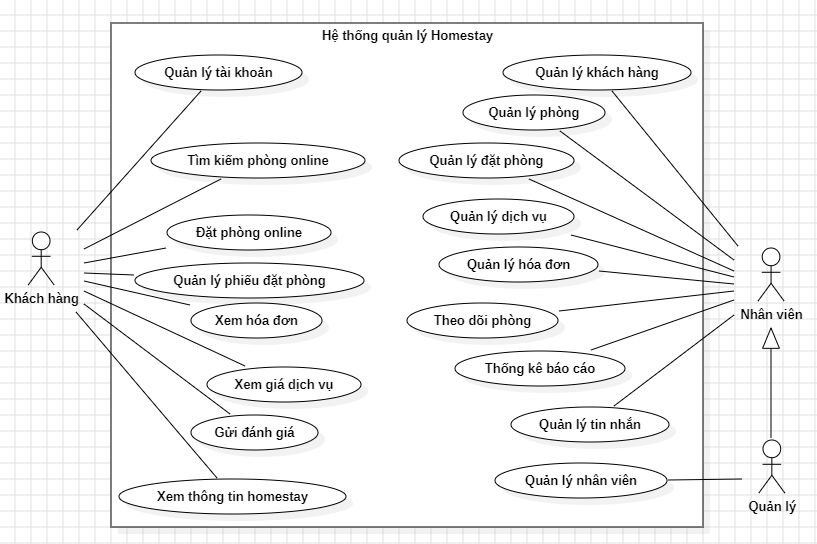 Hệ thống quản lý Homestay
Quản lý tài khoản
Tìm kiếm phòng online
Đặt phòng online
Quản lý phiếu đặt phòng
Xem hóa đơn
Xem giá dịch vụ
Gửi đánh giá
Xem thông tin homestay
Khách hàng
Quản lý khách hàng
Quản lý phòng
Quản lý đặt phòng
Quản lý dịch vụ
Quản lý hóa đơn
Theo dõi phòng
Thống kê báo cáo
Quản lý tin nhắn
Quản lý nhân viên
Nhân viên
Quản lý